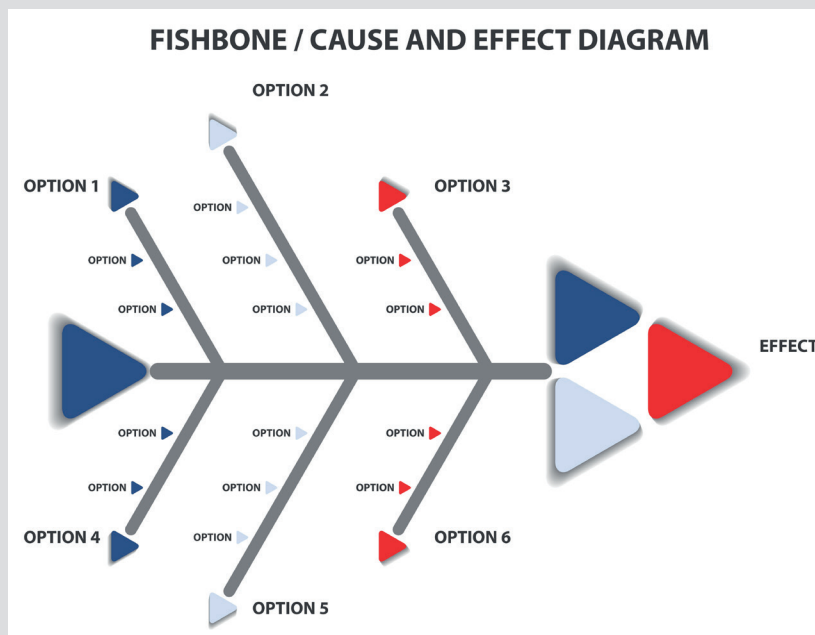 FISHBONE / CAUSE AND EFFECT DIAGRAM
OPTION 2
OPTION 1
OPTION 3
OPTION
OPTION
OPTION
OPTION
OPTION
OPTION
OPTION
EFFECT
OPTION
OPTION
OPTION
OPTION
OPTION
OPTION
OPTION
OPTION 4
OPTION 6
OPTION 5